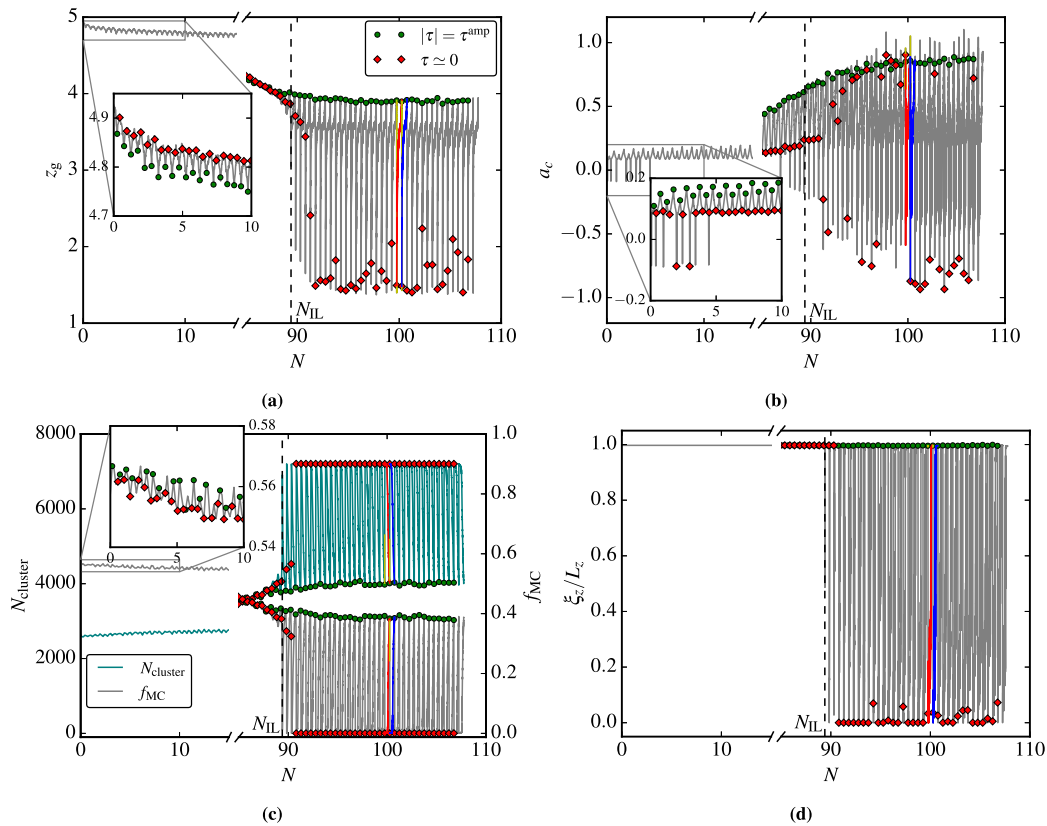 5
4
3
2
1
z_g
|τ| = τ^amp
τ ≃ 0
4.9
4.8
4.7
0 5 10
N_IL
0 10 90 100 110
N
(a)
1.0
0.5
0.0
−0.5
−1.0
a_c
0.2
0.0
−0.2
0 5 10
N_IL
0 10 90 100 110
N
(b)
8000
6000
4000
2000
0
N_cluster
0.58
0.56
0.54
0 5 10
1.0
0.8
0.6
0.4
0.2
0.0
f_MC
N_cluster
f_MC
N_IL
0 10 90 100 110
N
(c)
1.0
0.8
0.6
0.4
0.2
0.0
ξ_z/L_z
N_IL
0 10 90 100 110
N
(d)